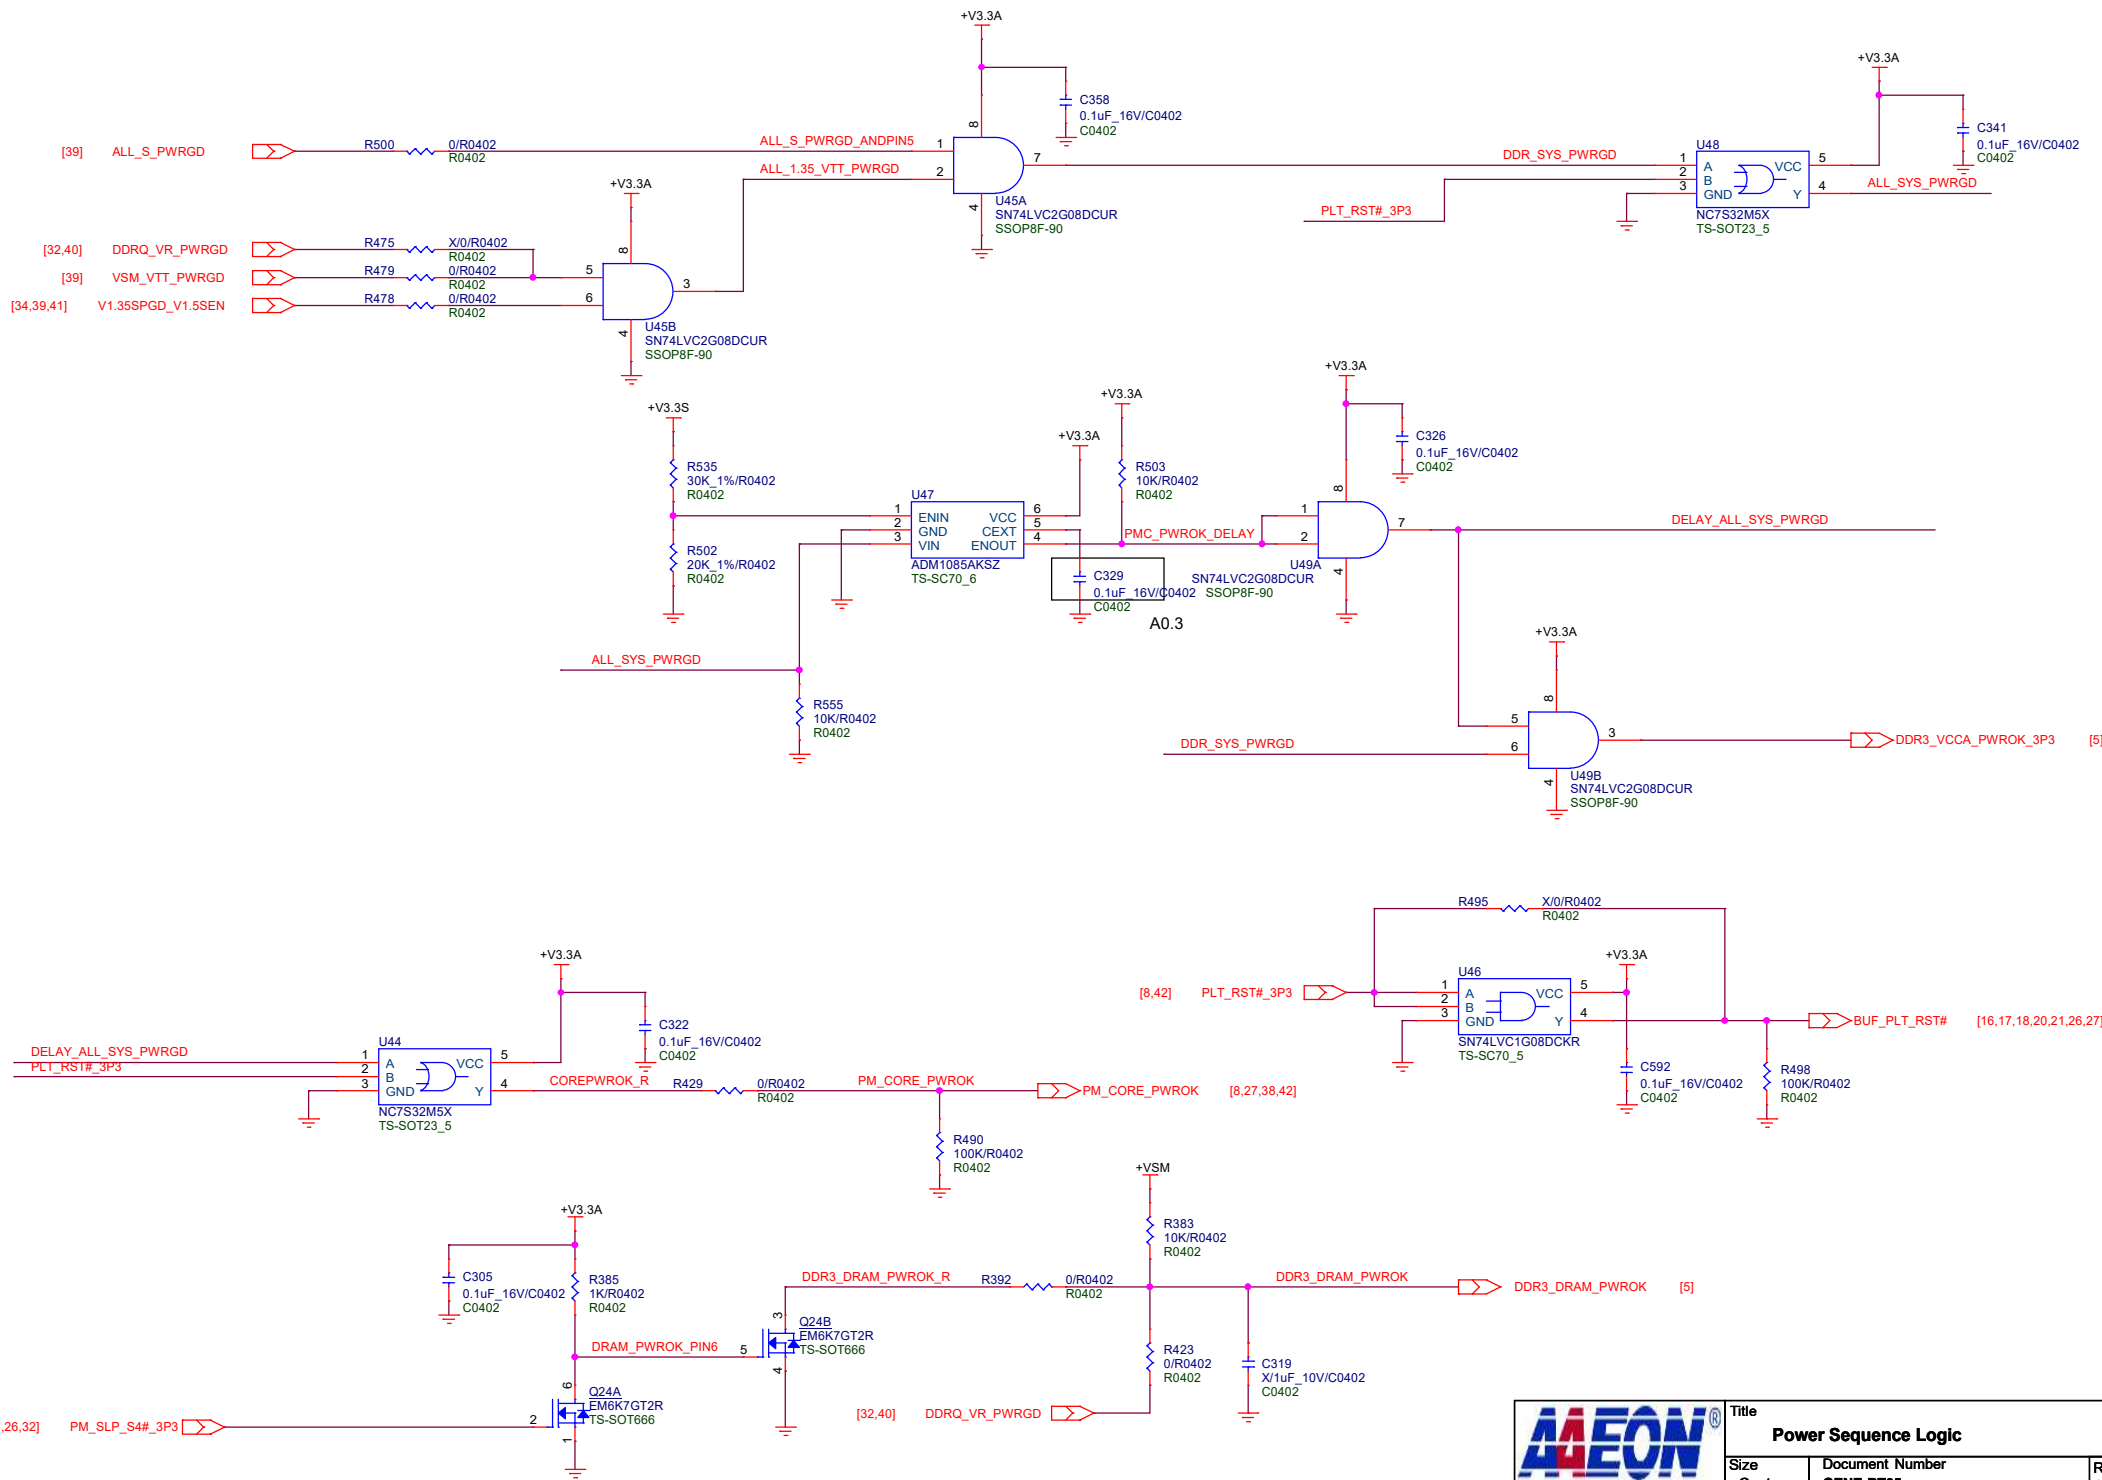 +V3.3A
C358
0.1uF_16V/C0402
C0402
[39] ALL_S_PWRGD
R500 0/R0402
R0402
ALL_S_PWRGD_ANDPIN5
ALL_1.35_VTT_PWRGD
1
2
8
7
4
U45A
SN74LVC2G08DCUR
SSOP8F-90
DDR_SYS_PWRGD
PLT_RST#_3P3
+V3.3A
C341
0.1uF_16V/C0402
C0402
U48
1 A VCC 5
2 B
3 GND Y 4
ALL_SYS_PWRGD
NC7S32M5X
TS-SOT23_5
+V3.3A
[32,40] DDRQ_VR_PWRGD
R475 X/0/R0402
R0402
[39] VSM_VTT_PWRGD
R479 0/R0402
R0402
[34,39,41] V1.35SPGD_V1.5SEN
R478 0/R0402
R0402
5
6
8
3
4
U45B
SN74LVC2G08DCUR
SSOP8F-90
+V3.3S
R535
30K_1%/R0402
R0402
R502
20K_1%/R0402
R0402
U47
1 ENIN VCC 6
2 GND CEXT 5
3 VIN ENOUT 4
ADM1085AKSZ
TS-SC70_6
+V3.3A
+V3.3A
R503
10K/R0402
R0402
PMC_PWROK_DELAY
C329
0.1uF_16V/C0402
C0402
A0.3
+V3.3A
C326
0.1uF_16V/C0402
C0402
1
2
8
7
4
U49A
SN74LVC2G08DCUR
SSOP8F-90
DELAY_ALL_SYS_PWRGD
ALL_SYS_PWRGD
R555
10K/R0402
R0402
+V3.3A
DDR_SYS_PWRGD
5
6
8
3
4
U49B
SN74LVC2G08DCUR
SSOP8F-90
DDR3_VCCA_PWROK_3P3 [5]
R495 X/0/R0402
R0402
+V3.3A
C322
0.1uF_16V/C0402
C0402
DELAY_ALL_SYS_PWRGD
PLT_RST#_3P3
U44
1 A VCC 5
2 B
3 GND Y 4
NC7S32M5X
TS-SOT23_5
COREPWROK_R
R429 0/R0402
R0402
PM_CORE_PWROK
PM_CORE_PWROK [8,27,38,42]
R490
100K/R0402
R0402
[8,42] PLT_RST#_3P3
U46
1 A VCC 5
2 B
3 GND Y 4
SN74LVC1G08DCKR
TS-SC70_5
+V3.3A
BUF_PLT_RST# [16,17,18,20,21,26,27]
C592
0.1uF_16V/C0402
C0402
R498
100K/R0402
R0402
+V3.3A
C305
0.1uF_16V/C0402
C0402
R385
1K/R0402
R0402
DRAM_PWROK_PIN6
5
3
4
Q24B
EM6K7GT2R
TS-SOT666
DDR3_DRAM_PWROK_R
R392 0/R0402
R0402
+VSM
R383
10K/R0402
R0402
DDR3_DRAM_PWROK
DDR3_DRAM_PWROK [5]
R423
0/R0402
R0402
C319
X/1uF_10V/C0402
C0402
[32,40] DDRQ_VR_PWRGD
,26,32] PM_SLP_S4#_3P3
2
6
1
Q24A
EM6K7GT2R
TS-SOT666
AAEON®
Title
Power Sequence Logic
Size
Document Number
R